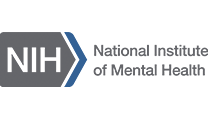 NIH
National Institute
of Mental Health